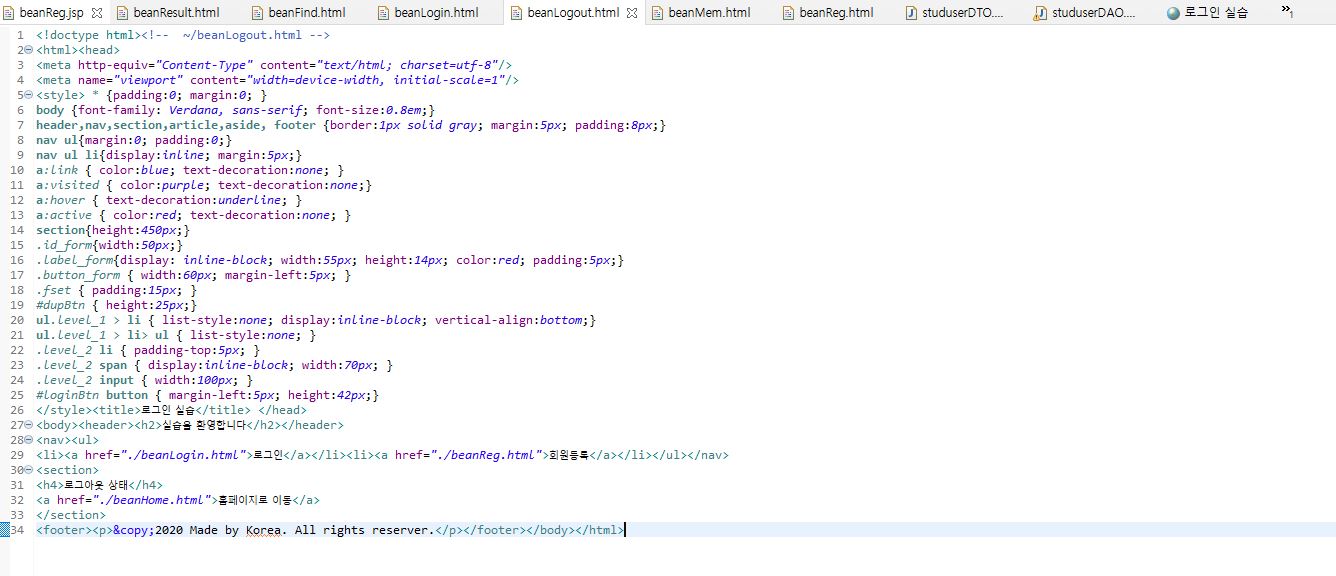 beanReg.jsp beanResult.html beanFind.html beanLogin.html beanLogout.html beanMem.html beanReg.html studuserDTO.... studuserDAO.... 로그인 실습 »1
1 <!doctype html><!--  ~/beanLogout.html -->
2 <html><head>
3 <meta http-equiv="Content-Type" content="text/html; charset=utf-8"/>
4 <meta name="viewport" content="width=device-width, initial-scale=1"/>
5 <style> * {padding:0; margin:0; }
6 body {font-family: Verdana, sans-serif; font-size:0.8em;}
7 header,nav,section,article,aside, footer {border:1px solid gray; margin:5px; padding:8px;}
8 nav ul{margin:0; padding:0;}
9 nav ul li{display:inline; margin:5px;}
10 a:link { color:blue; text-decoration:none; }
11 a:visited { color:purple; text-decoration:none;}
12 a:hover { text-decoration:underline; }
13 a:active { color:red; text-decoration:none; }
14 section{height:450px;}
15 .id_form{width:50px;}
16 .label_form{display: inline-block; width:55px; height:14px; color:red; padding:5px;}
17 .button_form { width:60px; margin-left:5px; }
18 .fset { padding:15px; }
19 #dupBtn { height:25px;}
20 ul.level_1 > li { list-style:none; display:inline-block; vertical-align:bottom;}
21 ul.level_1 > li> ul { list-style:none; }
22 .level_2 li { padding-top:5px; }
23 .level_2 span { display:inline-block; width:70px; }
24 .level_2 input { width:100px; }
25 #loginBtn button { margin-left:5px; height:42px;}
26 </style><title>로그인 실습</title> </head>
27 <body><header><h2>실습을 환영합니다</h2></header>
28 <nav><ul>
29 <li><a href="./beanLogin.html">로그인</a></li><li><a href="./beanReg.html">회원등록</a></li></ul></nav>
30 <section>
31 <h4>로그아웃 상태</h4>
32 <a href="./beanHome.html">홈페이지로 이동</a>
33 </section>
34 <footer><p>&copy;2020 Made by Korea. All rights reserver.</p></footer></body></html>